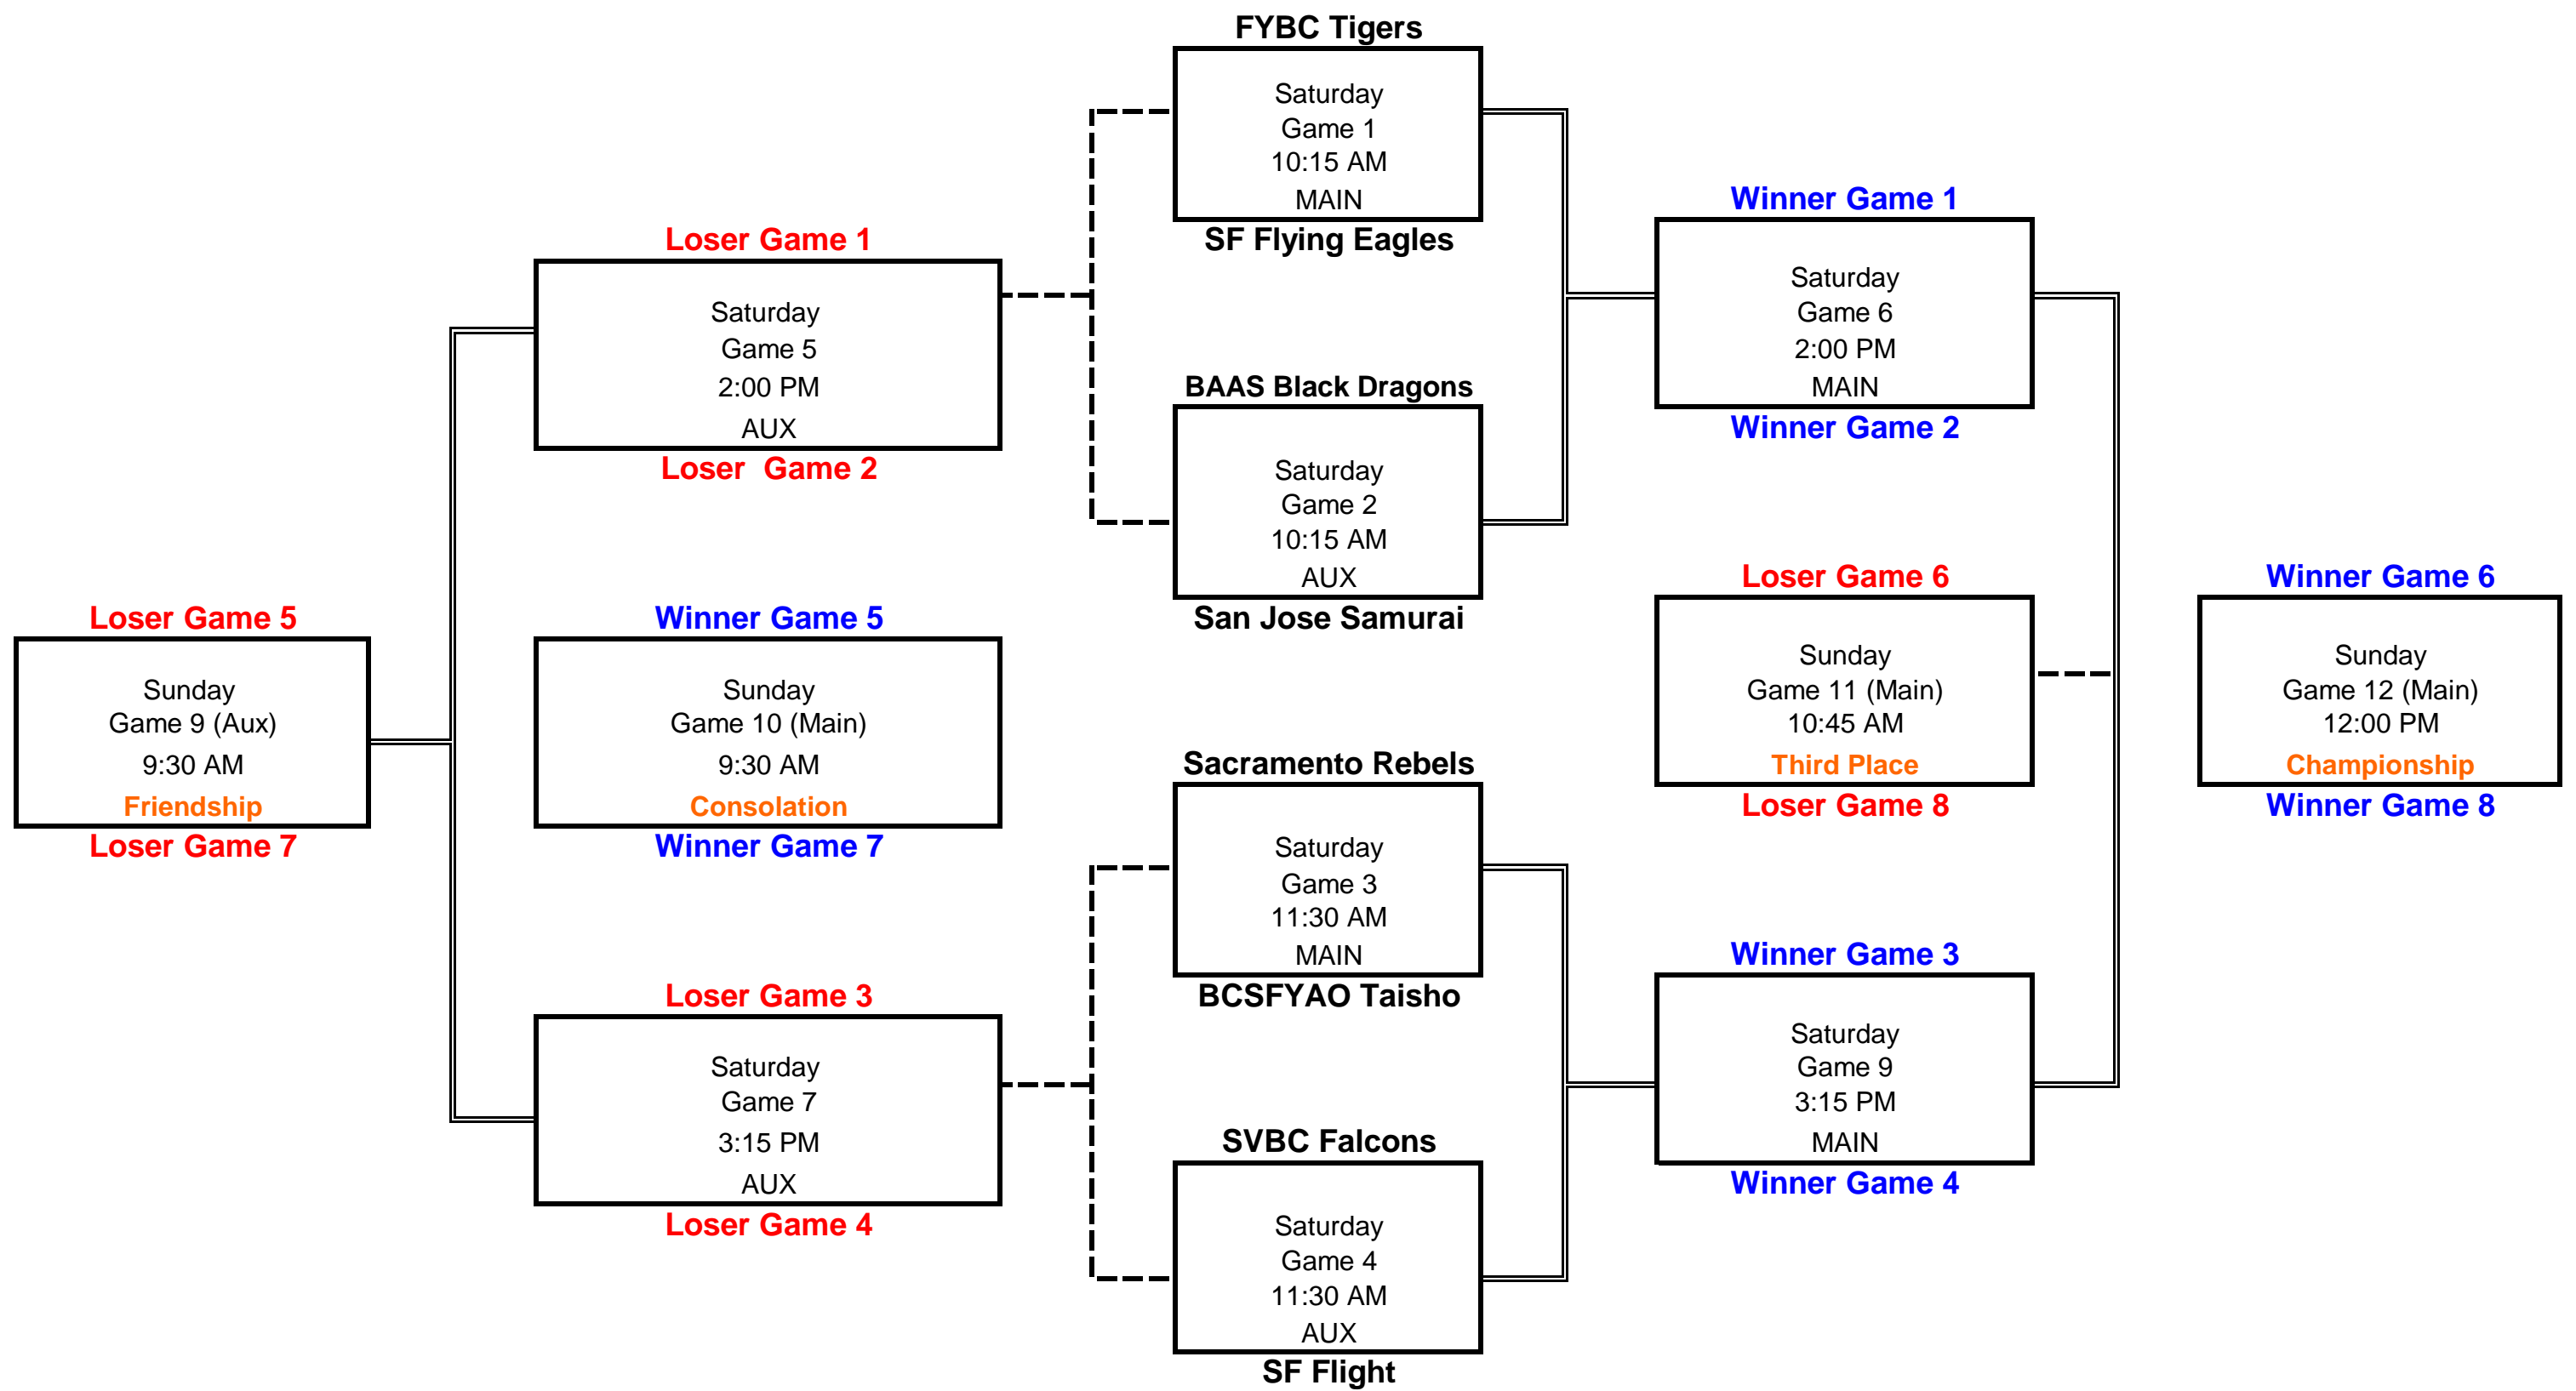 FYBC Tigers
Saturday
Game 1
10:15 AM
MAIN
SF Flying Eagles
Winner Game 1
Saturday
Game 6
2:00 PM
MAIN
Winner Game 2
Loser Game 1
Saturday
Game 5
2:00 PM
AUX
Loser  Game 2
BAAS Black Dragons
Saturday
Game 2
10:15 AM
AUX
San Jose Samurai
Loser Game 5
Sunday
Game 9 (Aux)
9:30 AM
Friendship
Loser Game 7
Winner Game 5
Sunday
Game 10 (Main)
9:30 AM
Consolation
Winner Game 7
Loser Game 6
Sunday
Game 11 (Main)
10:45 AM
Third Place
Loser Game 8
Winner Game 6
Sunday
Game 12 (Main)
12:00 PM
Championship
Winner Game 8
Sacramento Rebels
Saturday
Game 3
11:30 AM
MAIN
BCSFYAO Taisho
Loser Game 3
Saturday
Game 7
3:15 PM
AUX
Loser Game 4
Winner Game 3
Saturday
Game 9
3:15 PM
MAIN
Winner Game 4
SVBC Falcons
Saturday
Game 4
11:30 AM
AUX
SF Flight